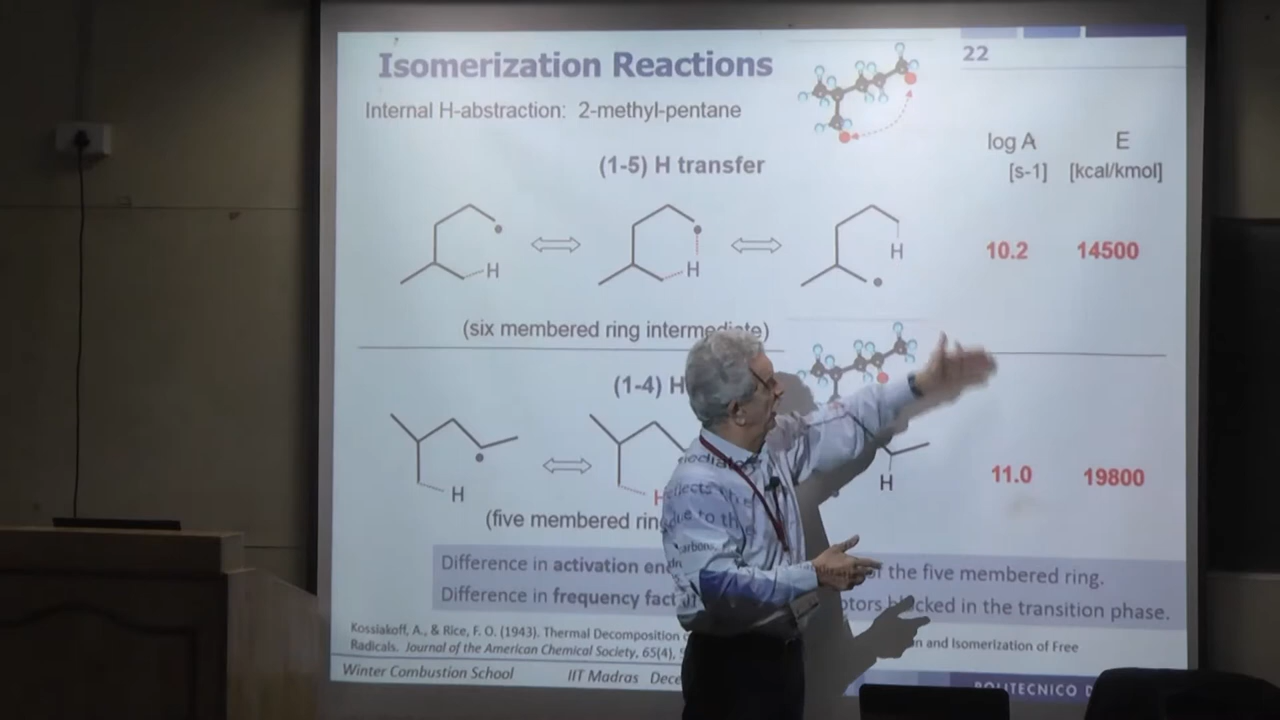 Isomerization Reactions
22
Internal H-abstraction: 2-methyl-pentane
log A E
[s-1] [kcal/kmol]
(1-5) H transfer
H
H
H
10.2 14500
(six membered ring intermediate)
(1-4) H
H
H
H
11.0 19800
(five membered rin
Difference in activation en of the five membered ring.
Difference in frequency fact blocked in the transition phase.
Kossiakoff, A., & Rice, F. O. (1943). Thermal Decomposition and Isomerization of Free
Radicals. Journal of the American Chemical Society, 65(4),
Winter Combustion School IIT Madras Dece POLITECNICO D